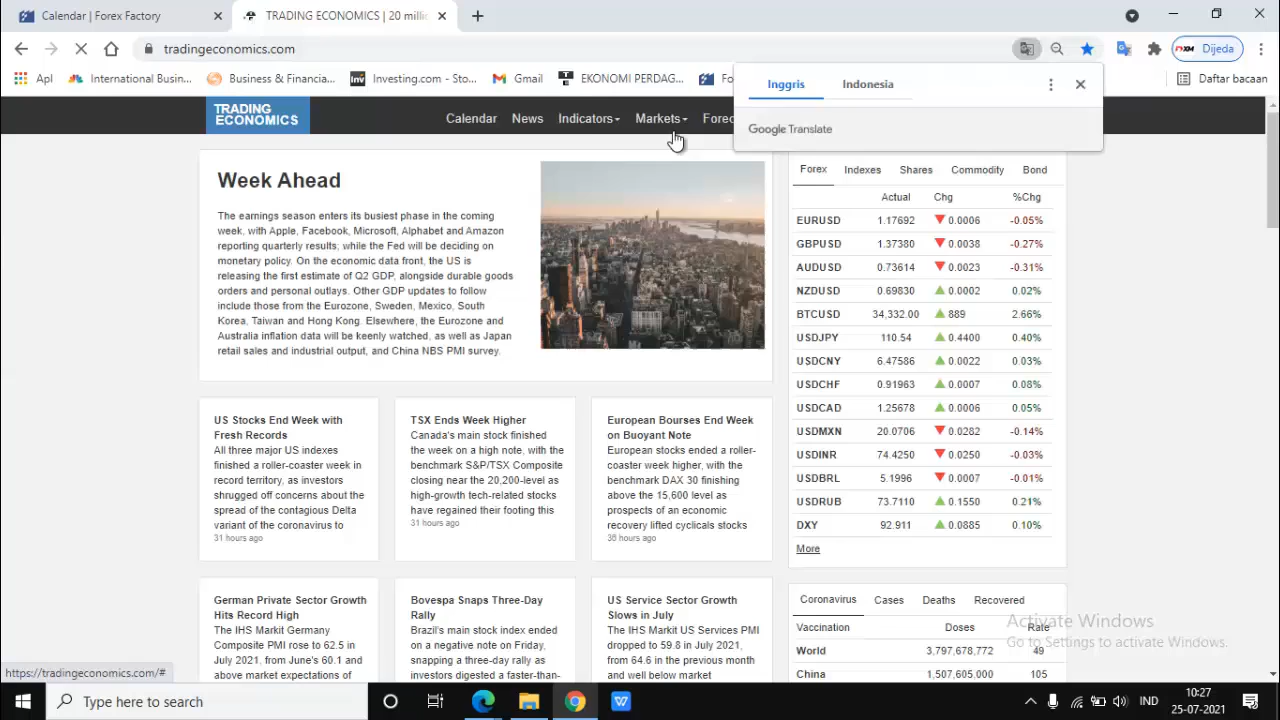 Calendar | Forex Factory
TRADING ECONOMICS | 20 milli
tradingeconomics.com
Dijeda
Apl
International Busin...
Business & Financia...
Investing.com - Sto...
Gmail
EKONOMI PERDAG...
Fo
Daftar bacaan
Inggris
Indonesia
Google Translate
TRADING
ECONOMICS
Calendar News Indicators Markets Forec
Week Ahead
The earnings season enters its busiest phase in the coming
week, with Apple, Facebook, Microsoft, Alphabet and Amazon
reporting quarterly results; while the Fed will be deciding on
monetary policy. On the economic data front, the US is
releasing the first estimate of Q2 GDP, alongside durable goods
orders and personal outlays. Other GDP updates to follow
include those from the Eurozone, Sweden, Mexico, South
Korea, Taiwan and Hong Kong. Elsewhere, the Eurozone and
Australia inflation data will be keenly watched, as well as Japan
retail sales and industrial output, and China NBS PMI survey.
Forex Indexes Shares Commodity Bond
Actual Chg %Chg
EURUSD 1.17692 0.0006 -0.05%
GBPUSD 1.37380 0.0038 -0.27%
AUDUSD 0.73614 0.0023 -0.31%
NZDUSD 0.69830 0.0002 0.02%
BTCUSD 34,332.00 889 2.66%
USDJPY 110.54 0.4400 0.40%
USDCNY 6.47586 0.0022 0.03%
USDCHF 0.91963 0.0007 0.08%
USDCAD 1.25678 0.0006 0.05%
USDMXN 20.0706 0.0282 -0.14%
USDINR 74.4250 0.0250 -0.03%
USDBRL 5.1996 0.0007 -0.01%
USDRUB 73.7110 0.1550 0.21%
DXY 92.911 0.0885 0.10%
More
US Stocks End Week with
Fresh Records
All three major US indexes
finished a roller-coaster week in
record territory, as investors
shrugged off concerns about the
spread of the contagious Delta
variant of the coronavirus to
31 hours ago
TSX Ends Week Higher
Canada's main stock finished
the week on a high note, with the
benchmark S&P/TSX Composite
closing near the 20,200-level as
high-growth tech-related stocks
have regained their footing this
31 hours ago
European Bourses End Week
on Buoyant Note
European stocks ended a roller-
coaster week higher, with the
benchmark DAX 30 finishing
above the 15,600 level as
prospects of an economic
recovery lifted cyclicals stocks
38 hours ago
German Private Sector Growth
Hits Record High
The IHS Markit Germany
Composite PMI rose to 62.5 in
July 2021, from June's 60.1 and
above market expectations of
Bovespa Snaps Three-Day
Rally
Brazil's main stock index ended
on a negative note on Friday,
snapping a three-day rally as
investors digested a faster-than-
US Service Sector Growth
Slows in July
The IHS Markit US Services PMI
dropped to 59.8 in July 2021,
from 64.6 in the previous month
and well below market
Coronavirus Cases Deaths Recovered
Vaccination Doses Rate
World 3,797,678,772 49
China 1,507,605,000 105
Activate Windows
Go to Settings to activate Windows.
https://tradingeconomics.com/#
Type here to search
IND
10:27
25-07-2021